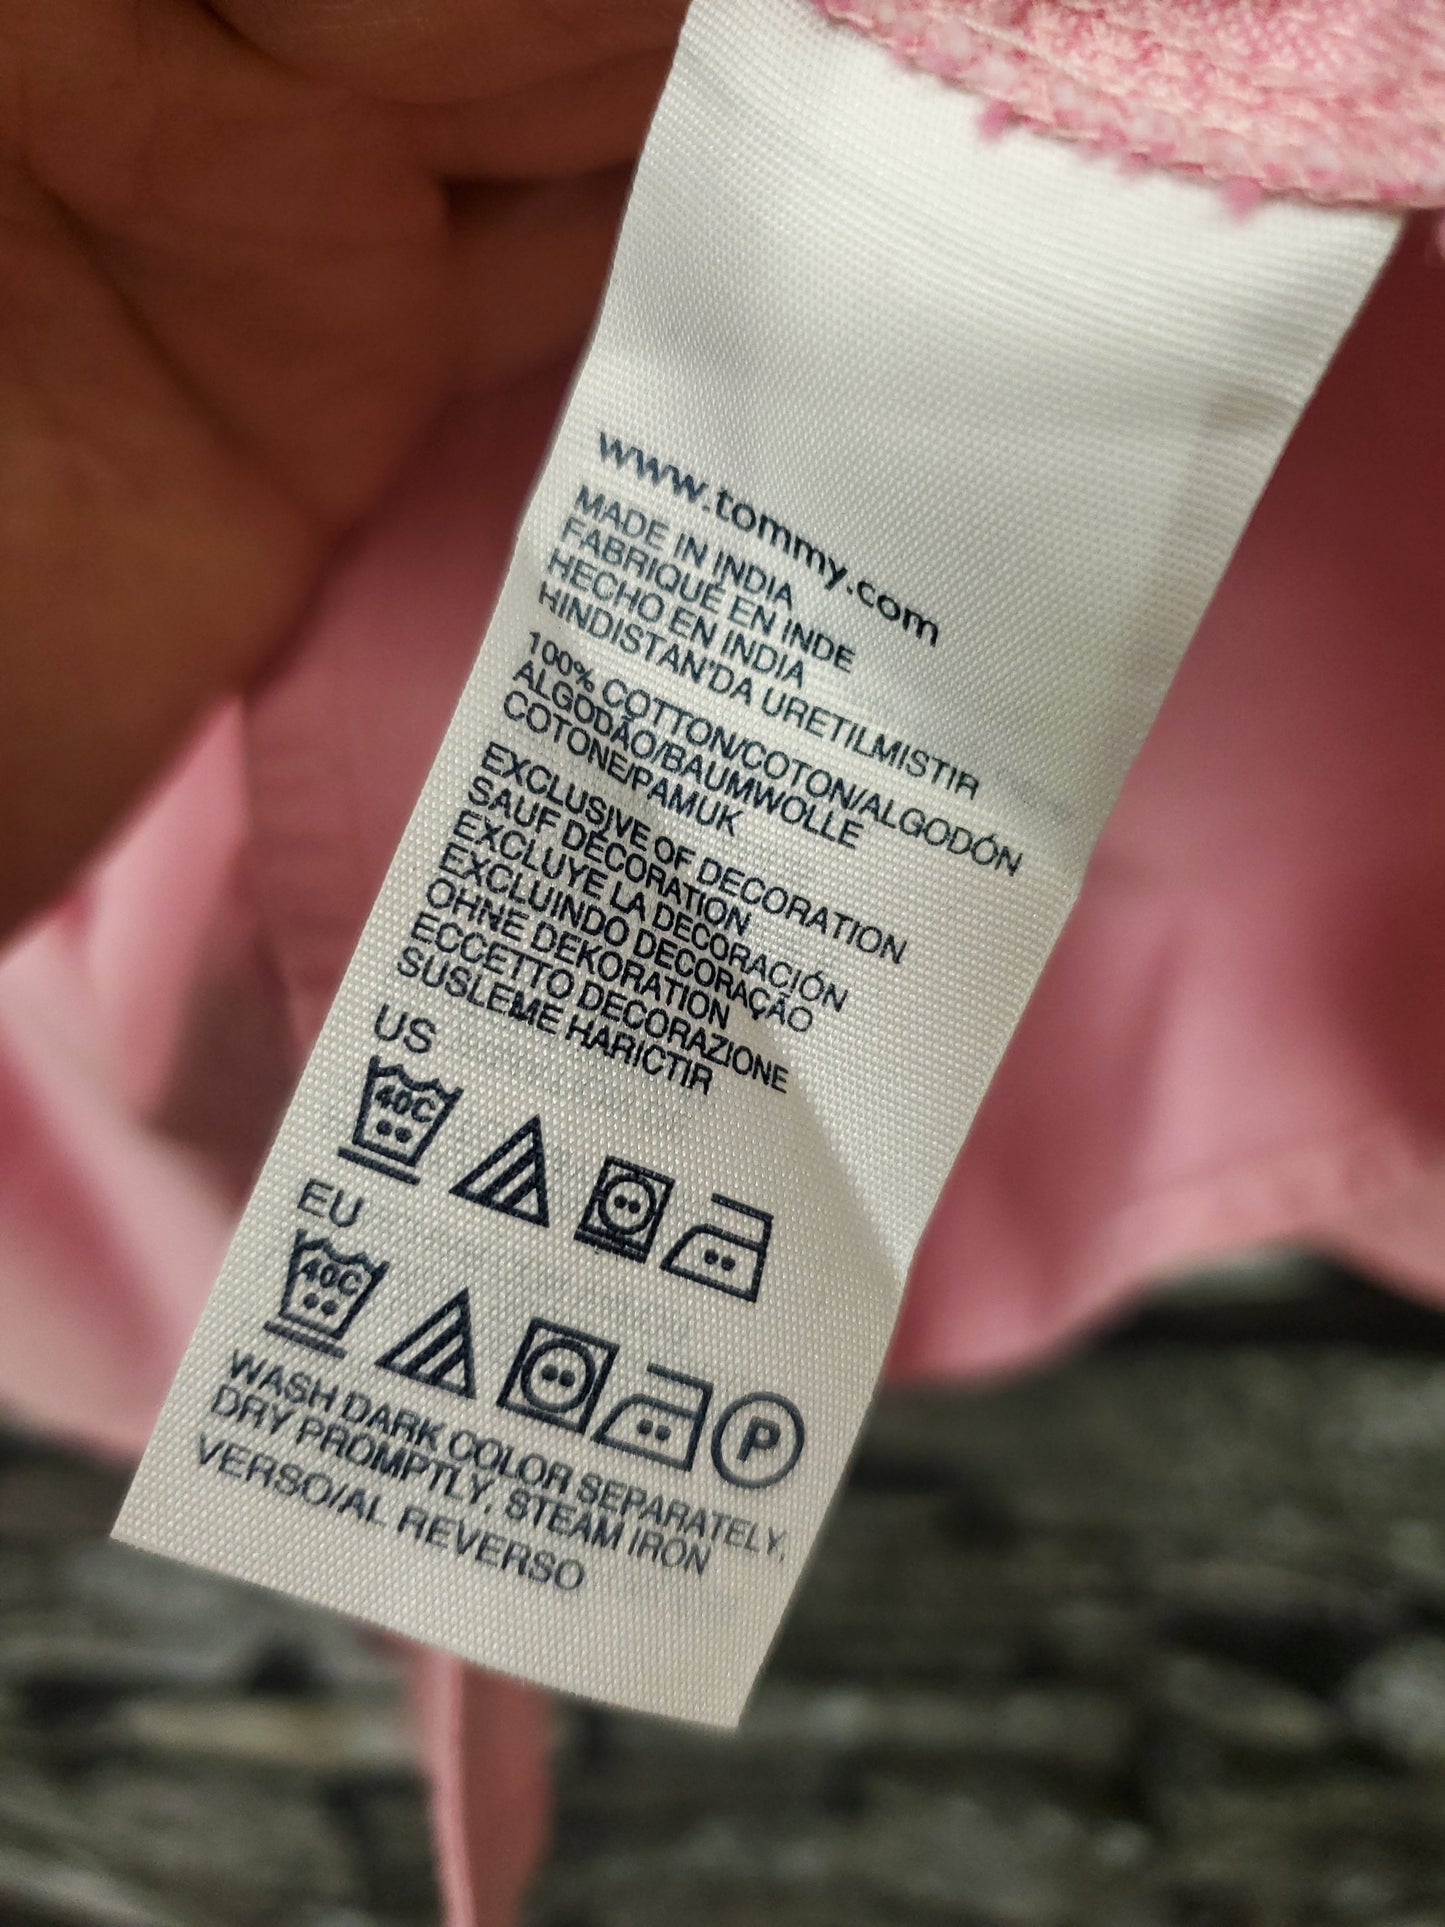 www.tommy.com
MADE IN INDIA
FABRIQUÉ EN INDE
HECHO EN INDIA
HINDISTAN'DA URETILMISTIR
100% COTTON/COTON/ALGODÓN
ALGODÃO/BAUMWOLLE
COTONE/PAMUK
EXCLUSIVE OF DECORATION
SAUF DÉCORATION
EXCLUYE LA DECORACIÓN
EXCLUINDO DECORAÇÃO
OHNE DEKORATION
ECCETTO DECORAZIONE
SUSLEME HARICTIR
US
40C
EU
40C
P
WASH DARK COLOR SEPARATELY,
DRY PROMPTLY, STEAM IRON
VERSO/AL REVERSO